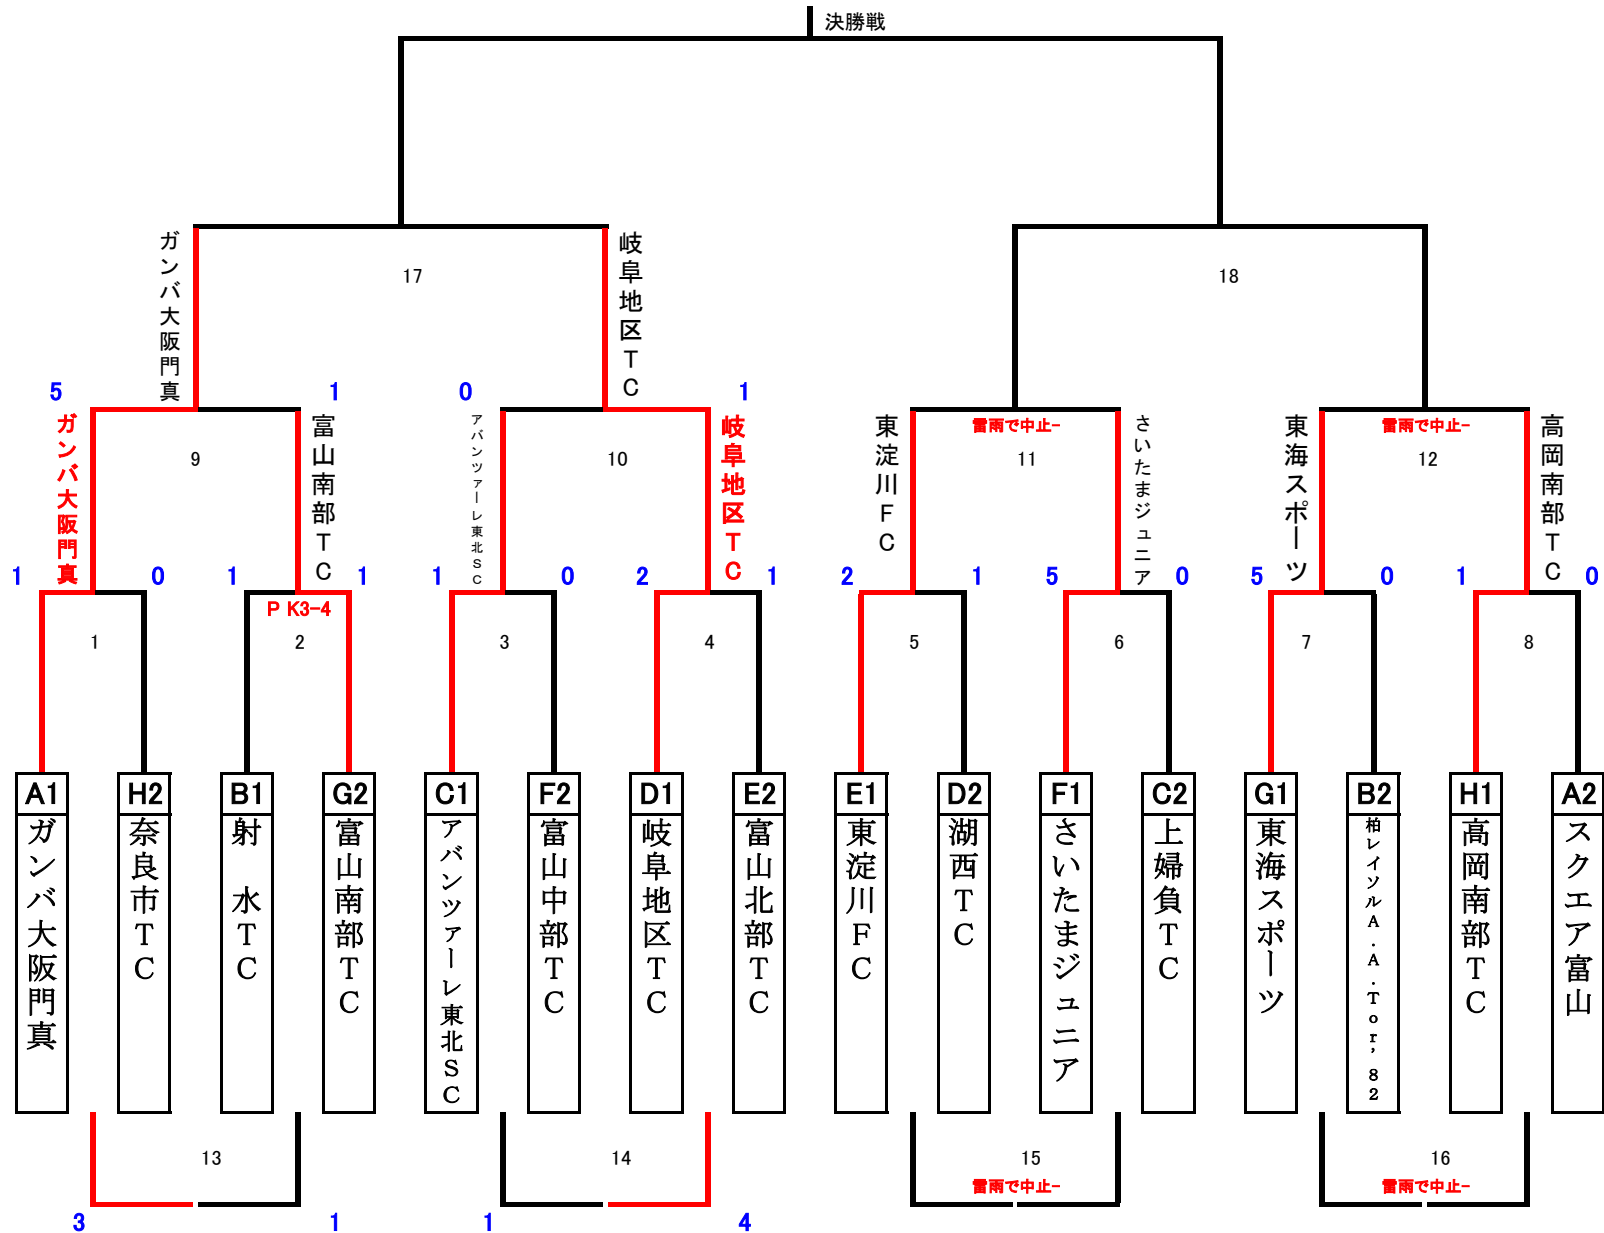 決勝戦
17
18
ガンバ大阪門真
岐阜地区TC
5
1
0
1
雷雨で中止-
雷雨で中止-
9
10
11
12
ガンバ大阪門真
富山南部TC
アバンツァーレ東北SC
岐阜地区TC
東淀川FC
さいたまジュニア
東海スポーツ
高岡南部TC
1
0
1
1
1
0
2
1
2
1
5
0
5
0
1
0
PK3-4
1
2
3
4
5
6
7
8
A1
H2
B1
G2
C1
F2
D1
E2
E1
D2
F1
C2
G1
B2
H1
A2
ガンバ大阪門真
奈良市TC
射 水TC
富山南部TC
アバンツァーレ東北SC
富山中部TC
岐阜地区TC
富山北部TC
東淀川FC
湖西TC
さいたまジュニア
上婦負TC
東海スポーツ
柏レイソルA.A.Tor’82
高岡南部TC
スクエア富山
13
14
15
16
雷雨で中止-
雷雨で中止-
3
1
1
4